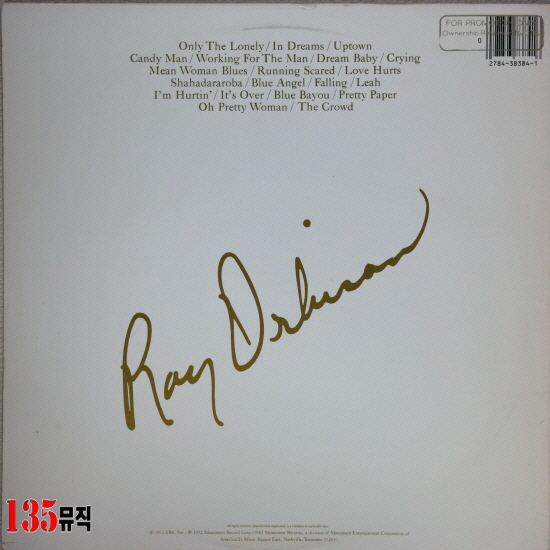 FOR PROMO
Ownership R
0
2784-38384-1
Only The Lonely / In Dreams / Uptown
Candy Man / Working For The Man / Dream Baby / Crying
Mean Woman Blues / Running Scared / Love Hurts
Shahadararoba / Blue Angel / Falling / Leah
I'm Hurtin' / It's Over / Blue Bayou / Pretty Paper
Oh Pretty Woman / The Crowd
Roy Orbison
135뮤직